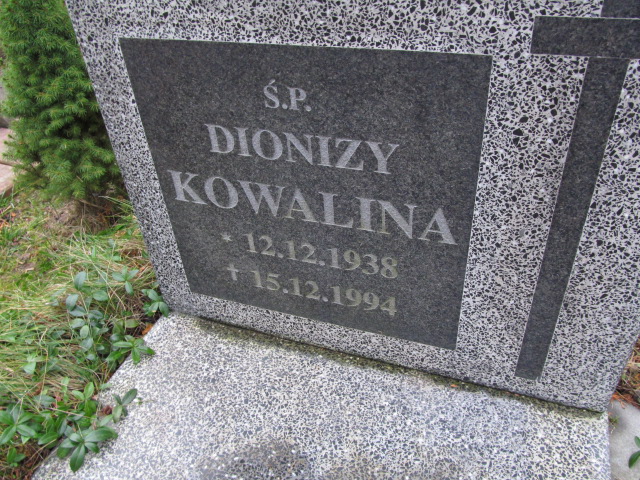 Ś.P.
DIONIZY
KOWALINA
* 12.12.1938
† 15.12.1994